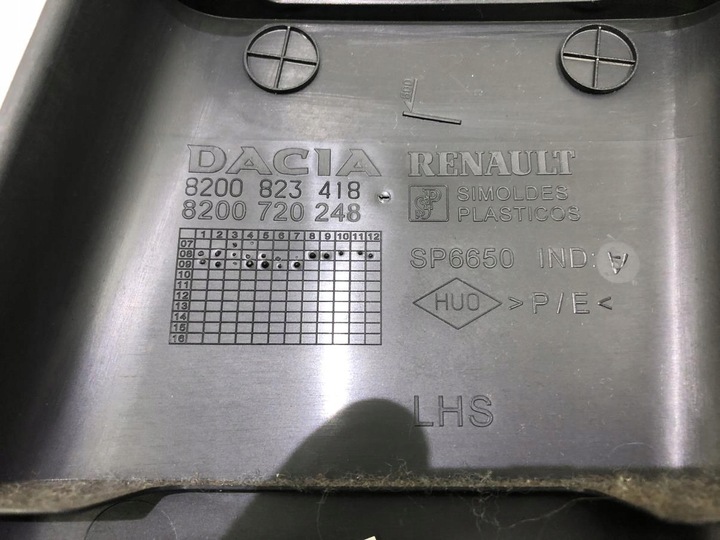 DACIA RENAULT
8200 823 418
8200 720 248
SIMOLDES
PLASTICOS
1 2 3 4 5 6 7 8 9 10 11 12
07
08
09
10
11
12
13
14
15
16
SP6650 IND: A
HUO >P/E<
LHS